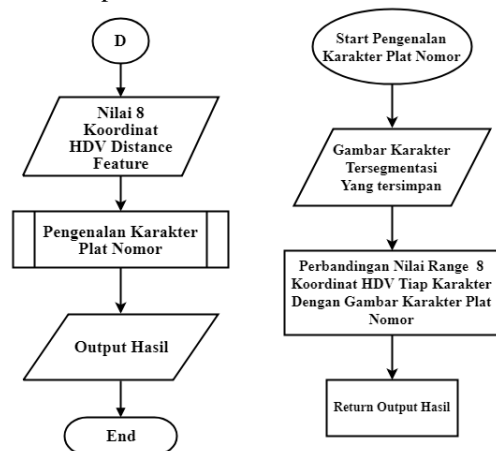 D
Nilai 8
Koordinat
HDV Distance
Feature
Pengenalan Karakter
Plat Nomor
Output Hasil
End
Start Pengenalan
Karakter Plat Nomor
Gambar Karakter
Tersegmentasi
Yang tersimpan
Perbandingan Nilai Range 8
Koordinat HDV Tiap Karakter
Dengan Gambar Karakter Plat
Nomor
Return Output Hasil